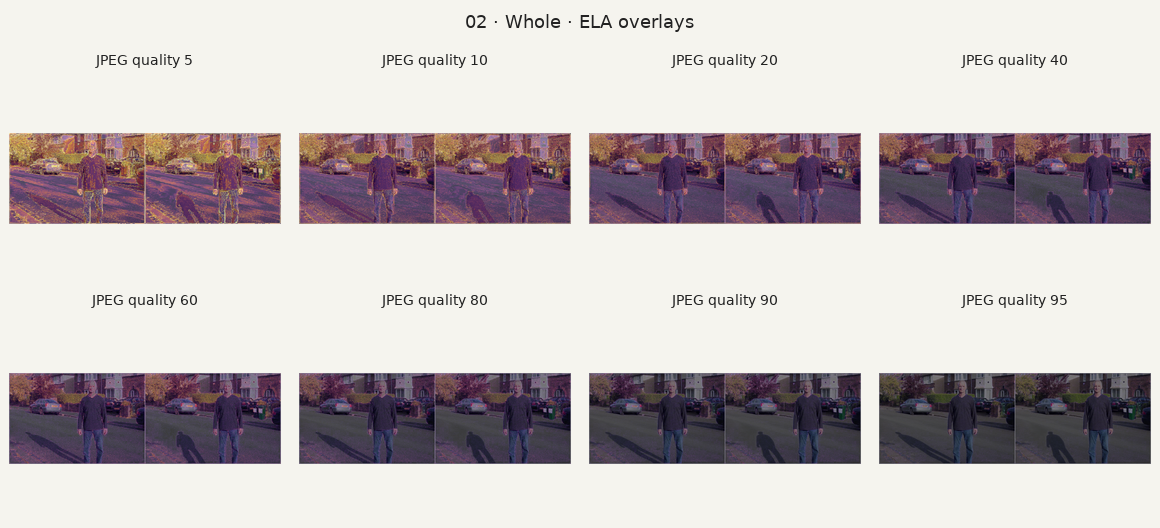 02 · Whole · ELA overlays
JPEG quality 5
JPEG quality 10
JPEG quality 20
JPEG quality 40
JPEG quality 60
JPEG quality 80
JPEG quality 90
JPEG quality 95